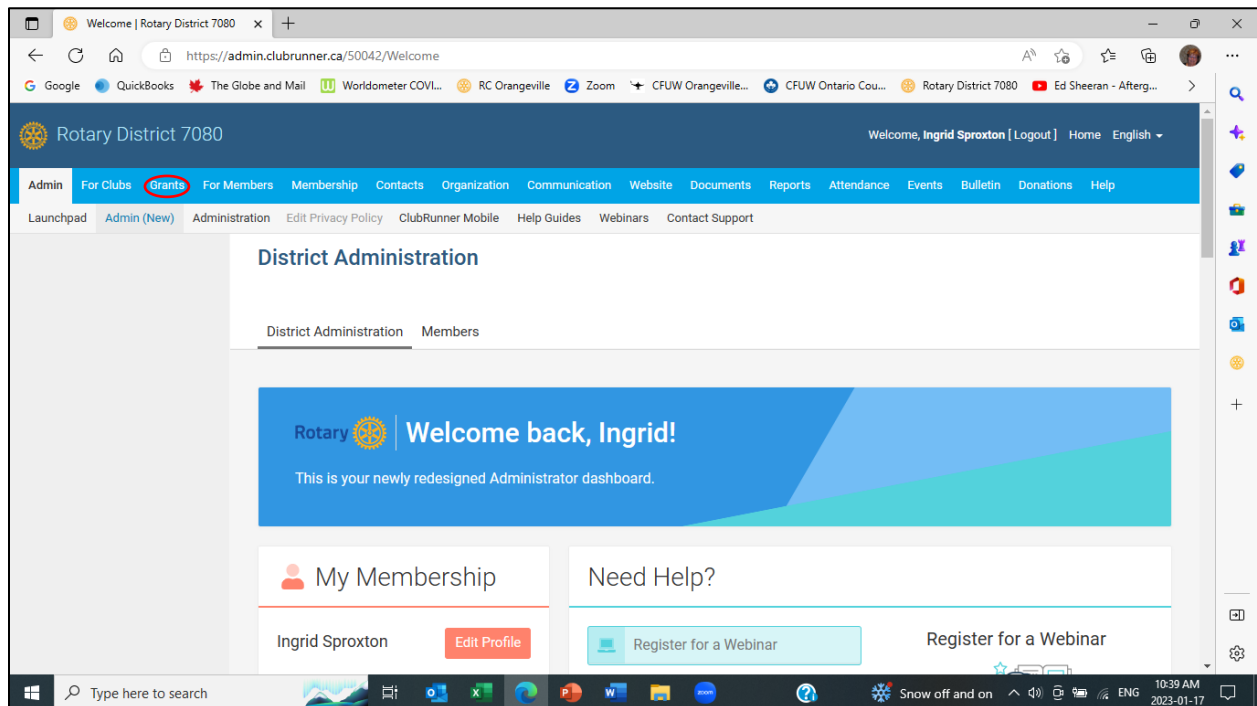 Welcome | Rotary District 7080
https://admin.clubrunner.ca/50042/Welcome
Google QuickBooks The Globe and Mail Worldometer COVI... RC Orangeville Zoom CFUW Orangeville... CFUW Ontario Cou... Rotary District 7080 Ed Sheeran - Afterg...
Rotary District 7080
Welcome, Ingrid Sproxton [ Logout ] Home English
Admin For Clubs Grants For Members Membership Contacts Organization Communication Website Documents Reports Attendance Events Bulletin Donations Help
Launchpad Admin (New) Administration Edit Privacy Policy ClubRunner Mobile Help Guides Webinars Contact Support
District Administration
District Administration Members
Rotary Welcome back, Ingrid!
This is your newly redesigned Administrator dashboard.
My Membership
Need Help?
Ingrid Sproxton Edit Profile
Register for a Webinar
Register for a Webinar
Type here to search
Snow off and on ENG
10:39 AM
2023-01-17